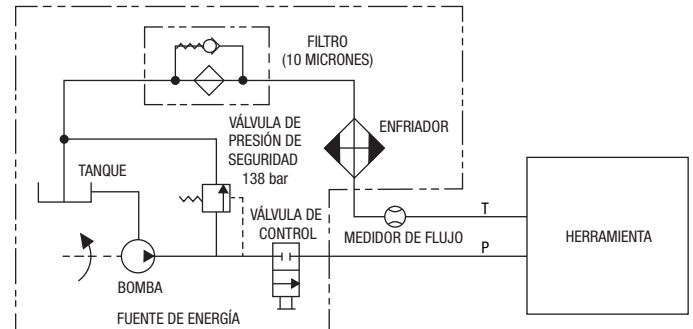 FILTRO
(10 MICRONES)
VÁLVULA DE
PRESIÓN DE
SEGURIDAD
138 bar
ENFRIADOR
TANQUE
VÁLVULA DE
CONTROL
T
MEDIDOR DE FLUJO
P
HERRAMIENTA
BOMBA
FUENTE DE ENERGÍA